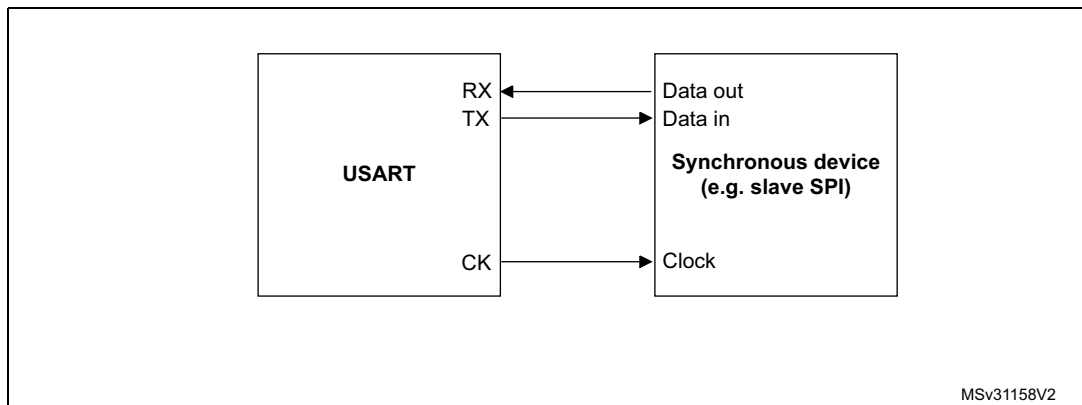 RX
TX
USART
CK
Data out
Data in
Synchronous device
(e.g. slave SPI)
Clock
MSv31158V2